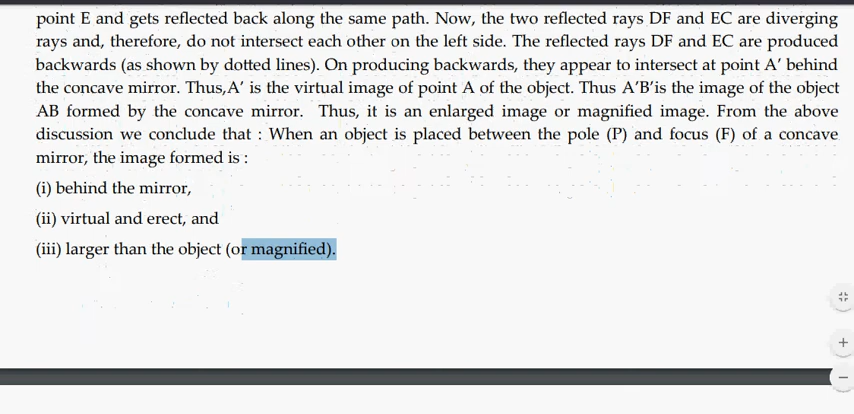 point E and gets reflected back along the same path. Now, the two reflected rays DF and EC are diverging
rays and, therefore, do not intersect each other on the left side. The reflected rays DF and EC are produced
backwards (as shown by dotted lines). On producing backwards, they appear to intersect at point A′ behind
the concave mirror. Thus,A′ is the virtual image of point A of the object. Thus A′B′is the image of the object
AB formed by the concave mirror. Thus, it is an enlarged image or magnified image. From the above
discussion we conclude that : When an object is placed between the pole (P) and focus (F) of a concave
mirror, the image formed is :
(i) behind the mirror,
(ii) virtual and erect, and
(iii) larger than the object (or magnified).